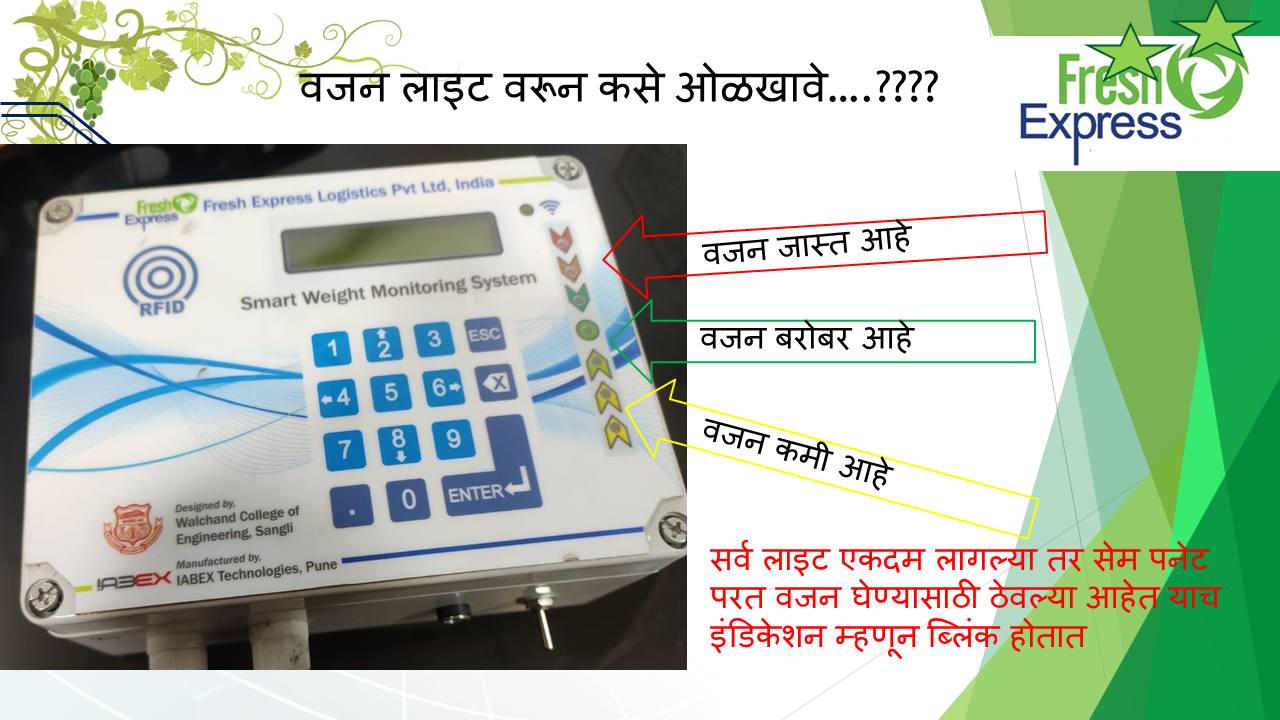 वजन लाइट वरून कसे ओळखावे....????
Fresh
Express
Fresh
Express
Fresh Express Logistics Pvt Ltd, India
RFID
Smart Weight Monitoring System
1 2 3 ESC
4 5 6 X
7 8 9
. 0 ENTER
Designed by,
Walchand College of
Engineering, Sangli
Manufactured by,
IABEX IABEX Technologies, Pune
वजन जास्त आहे
वजन बरोबर आहे
वजन कमी आहे
सर्व लाइट एकदम लागल्या तर सेम पनेट
परत वजन घेण्यासाठी ठेवल्या आहेत याच
इंडिकेशन म्हणून ब्लिंक होतात